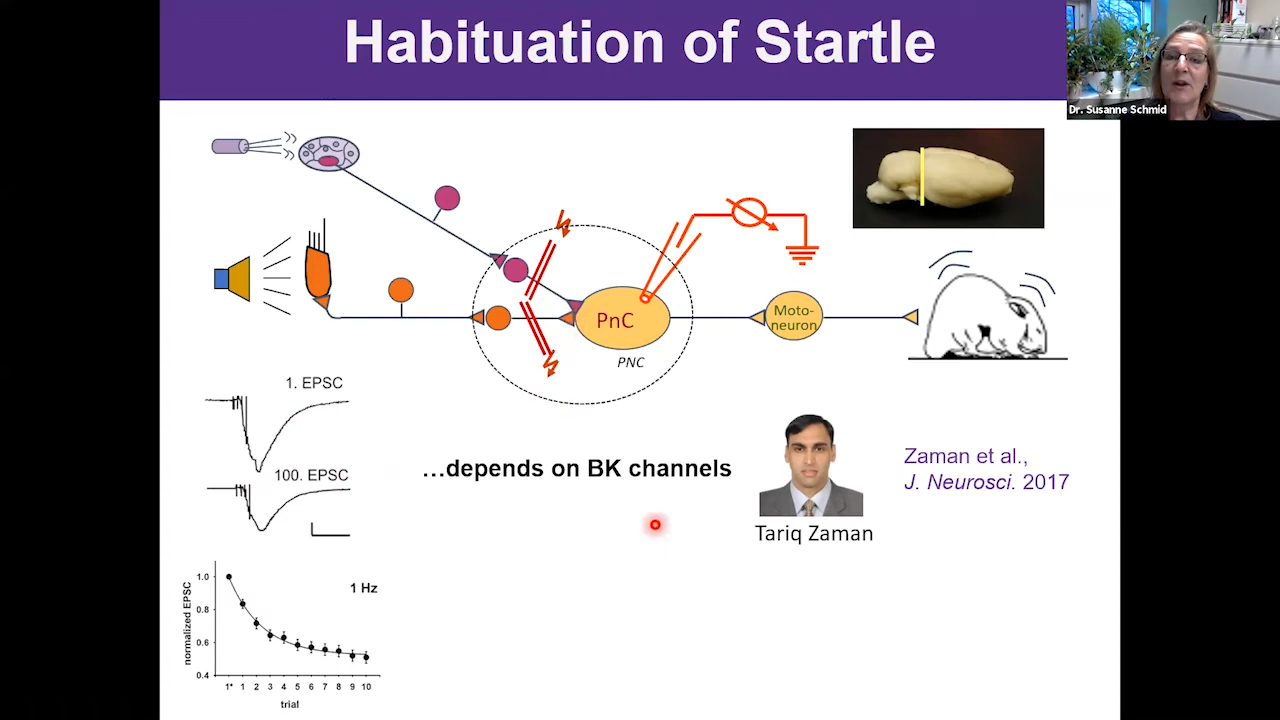 Habituation of Startle
Dr. Susanne Schmid
PnC
PNC
Moto-
neuron
1. EPSC
100. EPSC
…depends on BK channels
Zaman et al.,
J. Neurosci. 2017
Tariq Zaman
1 Hz
normalized EPSC
1.0
0.8
0.6
0.4
1* 1 2 3 4 5 6 7 8 9 10
trial